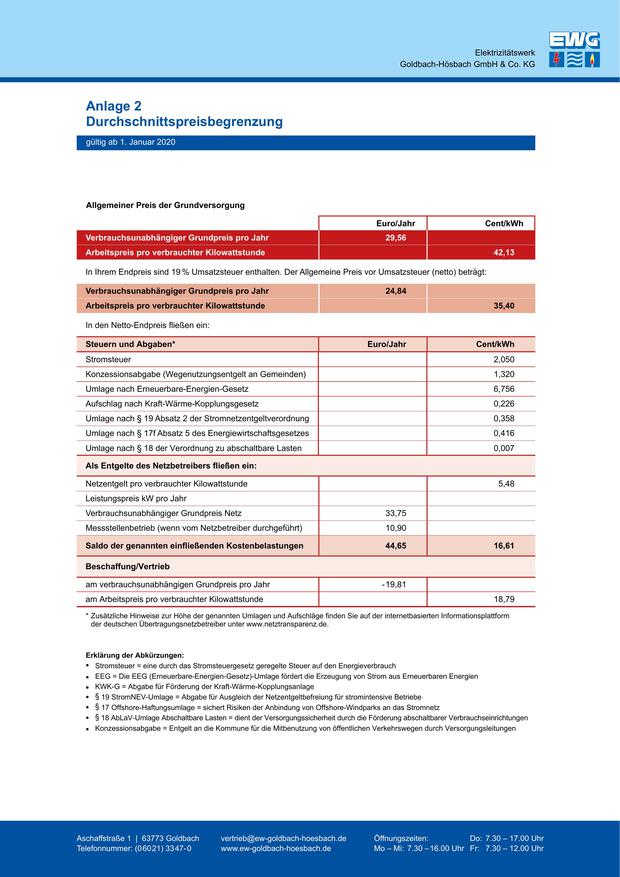 Elektrizitätswerk
Goldbach-Hösbach GmbH & Co. KG
EWG
Anlage 2
Durchschnittspreisbegrenzung
gültig ab 1. Januar 2020
Allgemeiner Preis der Grundversorgung
Euro/Jahr Cent/kWh
Verbrauchsunabhängiger Grundpreis pro Jahr 29,56
Arbeitspreis pro verbrauchter Kilowattstunde 42,13
In Ihrem Endpreis sind 19 % Umsatzsteuer enthalten. Der Allgemeine Preis vor Umsatzsteuer (netto) beträgt:
Verbrauchsunabhängiger Grundpreis pro Jahr 24,84
Arbeitspreis pro verbrauchter Kilowattstunde 35,40
In den Netto-Endpreis fließen ein:
Steuern und Abgaben* Euro/Jahr Cent/kWh
Stromsteuer 2,050
Konzessionsabgabe (Wegenutzungsentgelt an Gemeinden) 1,320
Umlage nach Erneuerbare-Energien-Gesetz 6,756
Aufschlag nach Kraft-Wärme-Kopplungsgesetz 0,226
Umlage nach § 19 Absatz 2 der Stromnetzentgeltverordnung 0,358
Umlage nach § 17f Absatz 5 des Energiewirtschaftsgesetzes 0,416
Umlage nach § 18 der Verordnung zu abschaltbare Lasten 0,007
Als Entgelte des Netzbetreibers fließen ein:
Netzentgelt pro verbrauchter Kilowattstunde 5,48
Leistungspreis kW pro Jahr
Verbrauchsunabhängiger Grundpreis Netz 33,75
Messstellenbetrieb (wenn vom Netzbetreiber durchgeführt) 10,90
Saldo der genannten einfließenden Kostenbelastungen 44,65 16,61
Beschaffung/Vertrieb
am verbrauchsunabhängigen Grundpreis pro Jahr -19,81
am Arbeitspreis pro verbrauchter Kilowattstunde 18,79
* Zusätzliche Hinweise zur Höhe der genannten Umlagen und Aufschläge finden Sie auf der internetbasierten Informationsplattform
der deutschen Übertragungsnetzbetreiber unter www.netztransparenz.de.
Erklärung der Abkürzungen:
• Stromsteuer = eine durch das Stromsteuergesetz geregelte Steuer auf den Energieverbrauch
• EEG = Die EEG (Erneuerbare-Energien-Gesetz)-Umlage fördert die Erzeugung von Strom aus Erneuerbaren Energien
• KWK-G = Abgabe für Förderung der Kraft-Wärme-Kopplungsanlage
• § 19 StromNEV-Umlage = Abgabe für Ausgleich der Netzentgeltbefreiung für stromintensive Betriebe
• § 17 Offshore-Haftungsumlage = sichert Risiken der Anbindung von Offshore-Windparks an das Stromnetz
• § 18 AbLaV-Umlage Abschaltbare Lasten = dient der Versorgungssicherheit durch die Förderung abschaltbarer Verbrauchseinrichtungen
• Konzessionsabgabe = Entgelt an die Kommune für die Mitbenutzung von öffentlichen Verkehrswegen durch Versorgungsleitungen
Aschaffstraße 1 | 63773 Goldbach vertrieb@ew-goldbach-hoesbach.de Öffnungszeiten: Do: 7.30 – 17.00 Uhr
Telefonnummer: (06021) 3347-0 www.ew-goldbach-hoesbach.de Mo – Mi: 7.30 – 16.00 Uhr Fr: 7.30 – 12.00 Uhr